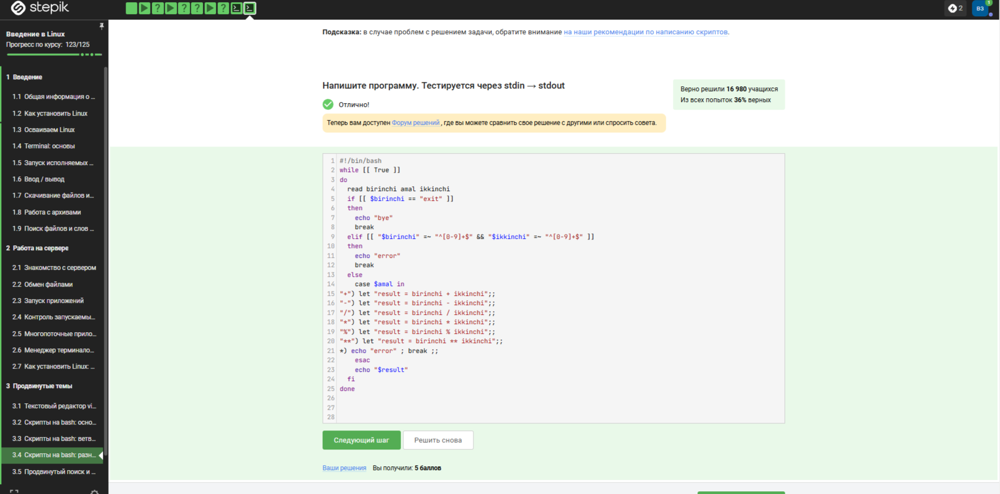 stepik
2
ВЗ
1
Введение в Linux
Прогресс по курсу: 123/125
1 Введение
1.1 Общая информация о ...
1.2 Как установить Linux
1.3 Осваиваем Linux
1.4 Terminal: основы
1.5 Запуск исполняемых ...
1.6 Ввод / вывод
1.7 Скачивание файлов и...
1.8 Работа с архивами
1.9 Поиск файлов и слов ...
2 Работа на сервере
2.1 Знакомство с сервером
2.2 Обмен файлами
2.3 Запуск приложений
2.4 Контроль запускаемы...
2.5 Многопоточные прило...
2.6 Менеджер терминало...
2.7 Как установить Linux: ...
3 Продвинутые темы
3.1 Текстовый редактор vi...
3.2 Скрипты на bash: осно...
3.3 Скрипты на bash: ветв...
3.4 Скрипты на bash: разн...
3.5 Продвинутый поиск и ...
Подсказка: в случае проблем с решением задачи, обратите внимание на наши рекомендации по написанию скриптов.
Напишите программу. Тестируется через stdin → stdout
Верно решили 16 980 учащихся
Из всех попыток 36% верных
Отлично!
Теперь вам доступен Форум решений, где вы можете сравнить свое решение с другими или спросить совета.
1 #!/bin/bash
2 while [[ True ]]
3 do
4   read birinchi amal ikkinchi
5   if [[ $birinchi == "exit" ]]
6   then
7     echo "bye"
8     break
9   elif [[ "$birinchi" =~ "^[0-9]+$" && "$ikkinchi" =~ "^[0-9]+$" ]]
10   then
11     echo "error"
12     break
13   else
14     case $amal in
15 "+") let "result = birinchi + ikkinchi";;
16 "-") let "result = birinchi - ikkinchi";;
17 "/") let "result = birinchi / ikkinchi";;
18 "*") let "result = birinchi * ikkinchi";;
19 "%") let "result = birinchi % ikkinchi";;
20 "**") let "result = birinchi ** ikkinchi";;
21 *) echo "error" ; break ;;
22     esac
23     echo "$result"
24   fi
25 done
26
27
28
Следующий шаг
Решить снова
Ваши решения Вы получили: 5 баллов